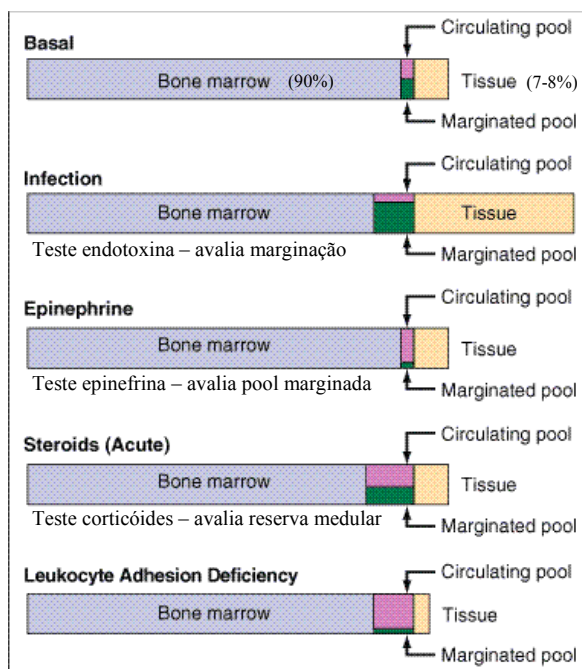 Circulating pool
Basal
Bone marrow (90%)
Tissue (7-8%)
Marginated pool
Circulating pool
Infection
Bone marrow
Tissue
Teste endotoxina – avalia marginação
Marginated pool
Circulating pool
Epinephrine
Bone marrow
Tissue
Teste epinefrina – avalia pool marginada
Marginated pool
Circulating pool
Steroids (Acute)
Bone marrow
Tissue
Teste corticóides – avalia reserva medular
Marginated pool
Circulating pool
Leukocyte Adhesion Deficiency
Bone marrow
Tissue
Marginated pool